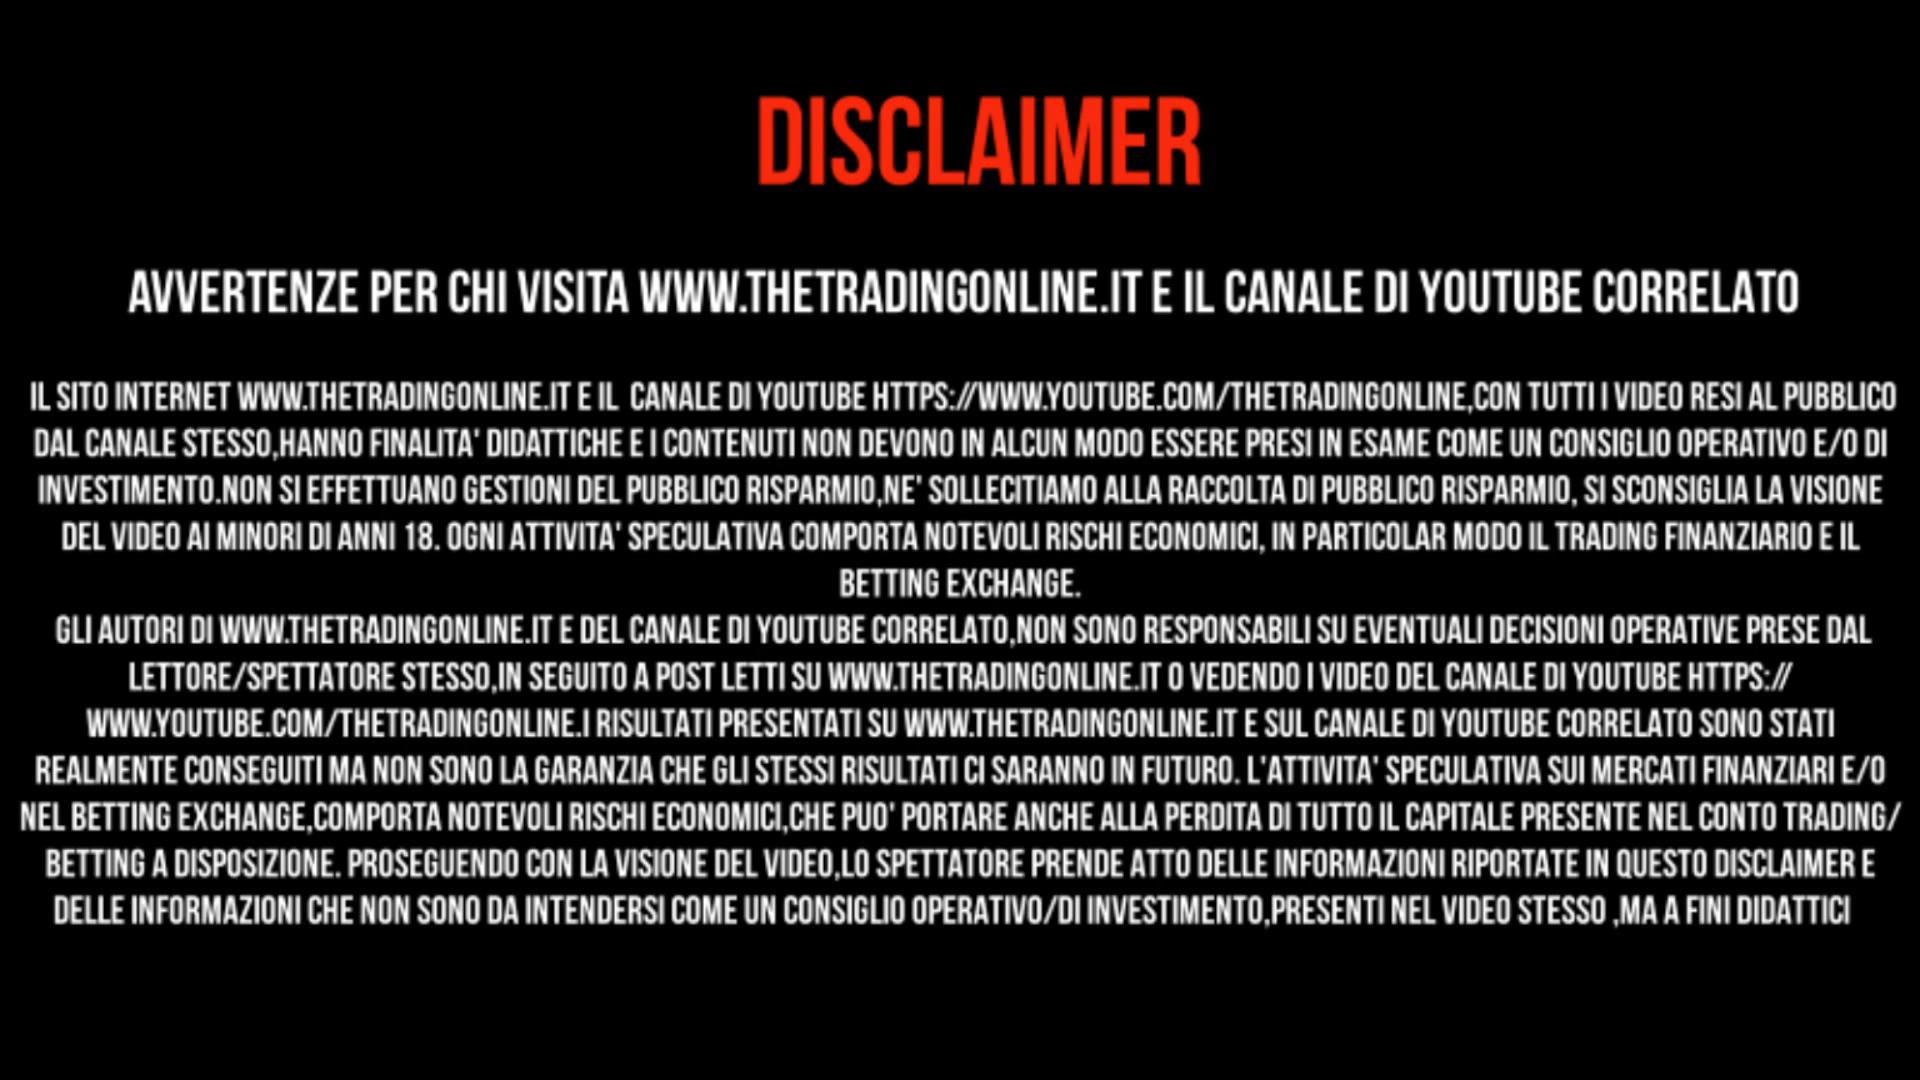 DISCLAIMER
AVVERTENZE PER CHI VISITA WWW.THETRADINGONLINE.IT E IL CANALE DI YOUTUBE CORRELATO
IL SITO INTERNET WWW.THETRADINGONLINE.IT E IL  CANALE DI YOUTUBE HTTPS://WWW.YOUTUBE.COM/THETRADINGONLINE,CON TUTTI I VIDEO RESI AL PUBBLICO
DAL CANALE STESSO,HANNO FINALITA' DIDATTICHE E I CONTENUTI NON DEVONO IN ALCUN MODO ESSERE PRESI IN ESAME COME UN CONSIGLIO OPERATIVO E/O DI
INVESTIMENTO.NON SI EFFETTUANO GESTIONI DEL PUBBLICO RISPARMIO,NE' SOLLECITIAMO ALLA RACCOLTA DI PUBBLICO RISPARMIO, SI SCONSIGLIA LA VISIONE
DEL VIDEO AI MINORI DI ANNI 18. OGNI ATTIVITA' SPECULATIVA COMPORTA NOTEVOLI RISCHI ECONOMICI, IN PARTICOLAR MODO IL TRADING FINANZIARIO E IL
BETTING EXCHANGE.
GLI AUTORI DI WWW.THETRADINGONLINE.IT E DEL CANALE DI YOUTUBE CORRELATO,NON SONO RESPONSABILI SU EVENTUALI DECISIONI OPERATIVE PRESE DAL
LETTORE/SPETTATORE STESSO,IN SEGUITO A POST LETTI SU WWW.THETRADINGONLINE.IT O VEDENDO I VIDEO DEL CANALE DI YOUTUBE HTTPS://
WWW.YOUTUBE.COM/THETRADINGONLINE.I RISULTATI PRESENTATI SU WWW.THETRADINGONLINE.IT E SUL CANALE DI YOUTUBE CORRELATO SONO STATI
REALMENTE CONSEGUITI MA NON SONO LA GARANZIA CHE GLI STESSI RISULTATI CI SARANNO IN FUTURO. L'ATTIVITA' SPECULATIVA SUI MERCATI FINANZIARI E/O
NEL BETTING EXCHANGE,COMPORTA NOTEVOLI RISCHI ECONOMICI,CHE PUO' PORTARE ANCHE ALLA PERDITA DI TUTTO IL CAPITALE PRESENTE NEL CONTO TRADING/
BETTING A DISPOSIZIONE. PROSEGUENDO CON LA VISIONE DEL VIDEO,LO SPETTATORE PRENDE ATTO DELLE INFORMAZIONI RIPORTATE IN QUESTO DISCLAIMER E
DELLE INFORMAZIONI CHE NON SONO DA INTENDERSI COME UN CONSIGLIO OPERATIVO/DI INVESTIMENTO,PRESENTI NEL VIDEO STESSO ,MA A FINI DIDATTICI